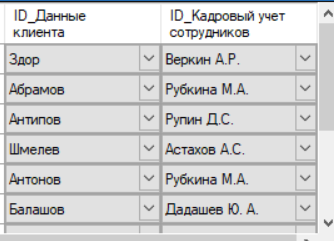 ID_Данные клиента
ID_Кадровый учет сотрудников
Здор Веркин А.Р.
Абрамов Рубкина М.А.
Антипов Рупин Д.С.
Шмелев Астахов А.С.
Антонов Рубкина М.А.
Балашов Дадашев Ю. А.